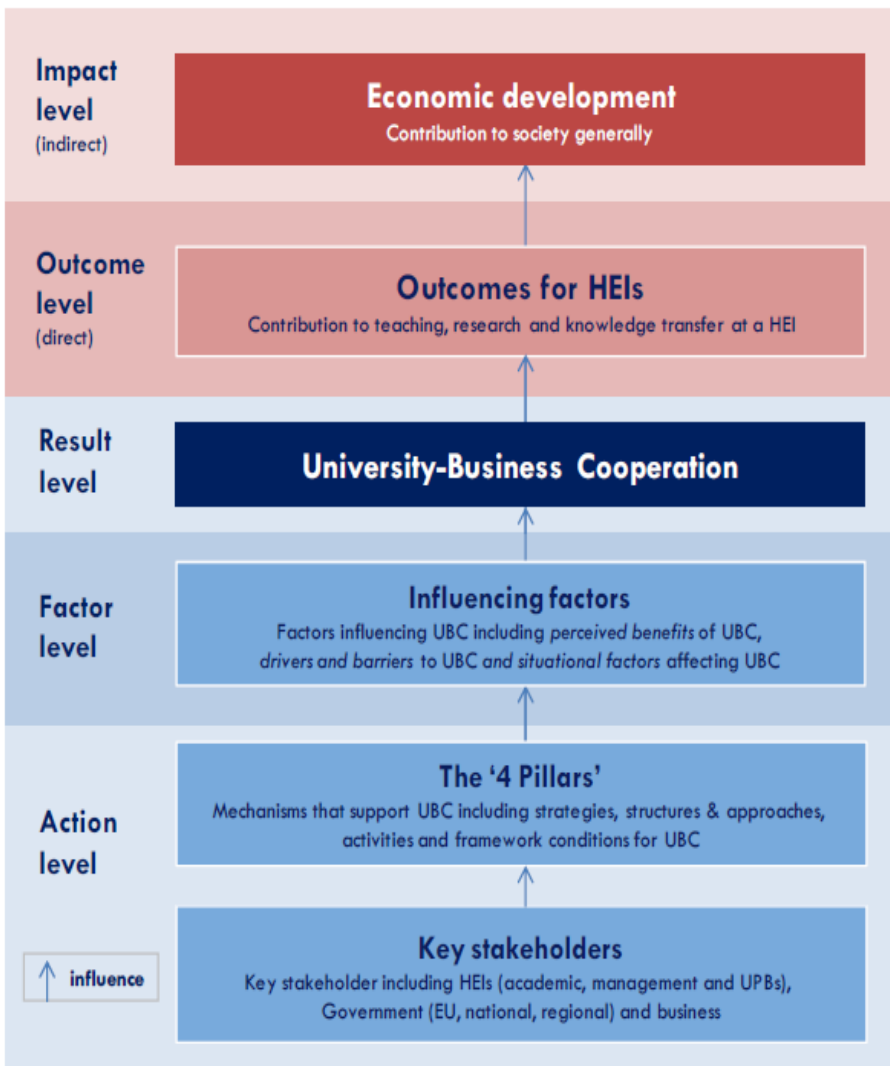 Impact
level
(indirect)
Economic development
Contribution to society generally
Outcome
level
(direct)
Outcomes for HEIs
Contribution to teaching, research and knowledge transfer at a HEI
Result
level
University-Business Cooperation
Factor
level
Influencing factors
Factors influencing UBC including perceived benefits of UBC,
drivers and barriers to UBC and situational factors affecting UBC
Action
level
The ‘4 Pillars’
Mechanisms that support UBC including strategies, structures & approaches,
activities and framework conditions for UBC
Key stakeholders
Key stakeholder including HEIs (academic, management and UPBs),
Government (EU, national, regional) and business
influence